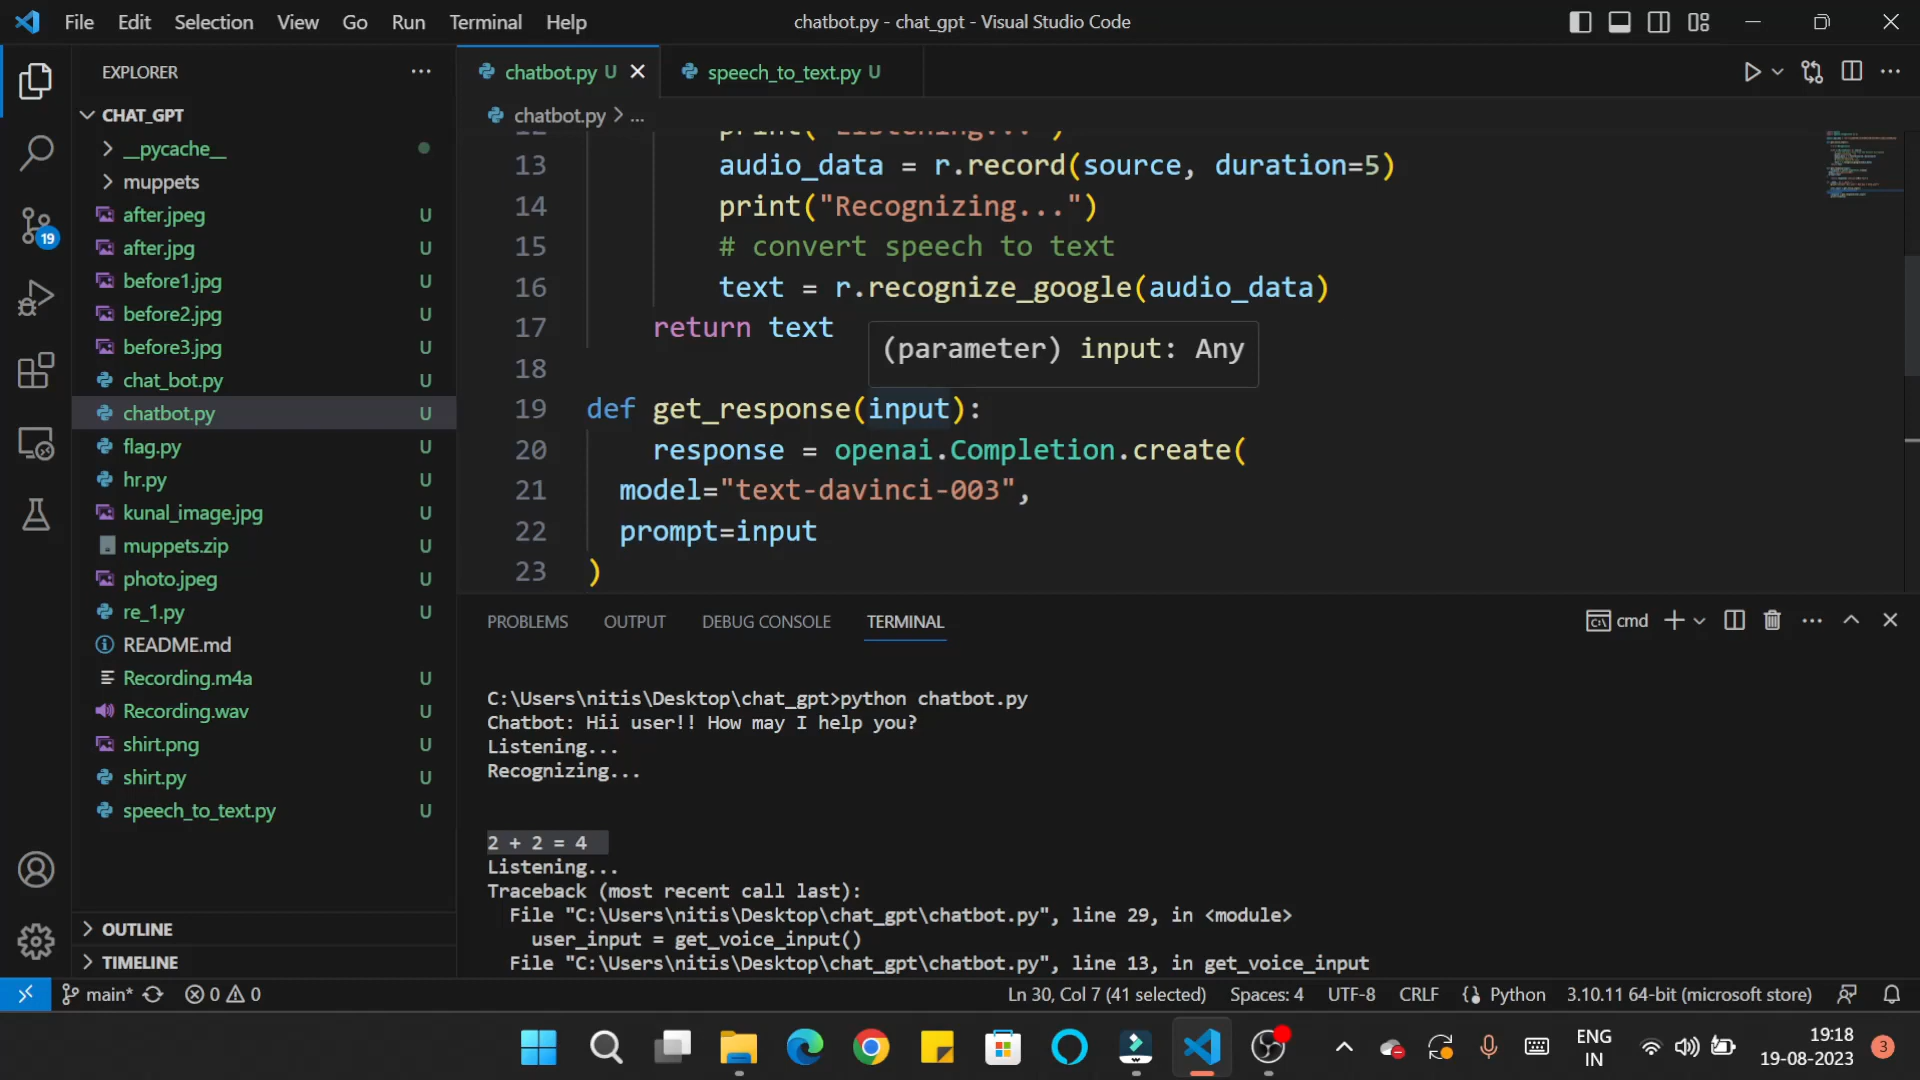 File Edit Selection View Go Run Terminal Help
chatbot.py - chat_gpt - Visual Studio Code
EXPLORER
CHAT_GPT
__pycache__
muppets
after.jpeg U
after.jpg U
before1.jpg U
before2.jpg U
before3.jpg U
chat_bot.py U
chatbot.py U
flag.py U
hr.py U
kunal_image.jpg U
muppets.zip U
photo.jpeg U
re_1.py U
README.md
Recording.m4a U
Recording.wav U
shirt.png U
shirt.py U
speech_to_text.py U
OUTLINE
TIMELINE
19
chatbot.py U
speech_to_text.py U
chatbot.py > ...
12 print("Listening...")
13 audio_data = r.record(source, duration=5)
14 print("Recognizing...")
15 # convert speech to text
16 text = r.recognize_google(audio_data)
17 return text
(parameter) input: Any
18
19 def get_response(input):
20 response = openai.Completion.create(
21 model="text-davinci-003",
22 prompt=input
23 )
PROBLEMS OUTPUT DEBUG CONSOLE TERMINAL
cmd
C:\Users\nitis\Desktop\chat_gpt>python chatbot.py
Chatbot: Hii user!! How may I help you?
Listening...
Recognizing...
2 + 2 = 4
Listening...
Traceback (most recent call last):
File "C:\Users\nitis\Desktop\chat_gpt\chatbot.py", line 29, in <module>
user_input = get_voice_input()
File "C:\Users\nitis\Desktop\chat_gpt\chatbot.py", line 13, in get_voice_input
main* 0 0
Ln 30, Col 7 (41 selected) Spaces: 4 UTF-8 CRLF Python 3.10.11 64-bit (microsoft store)
ENG
IN
19:18
19-08-2023
3